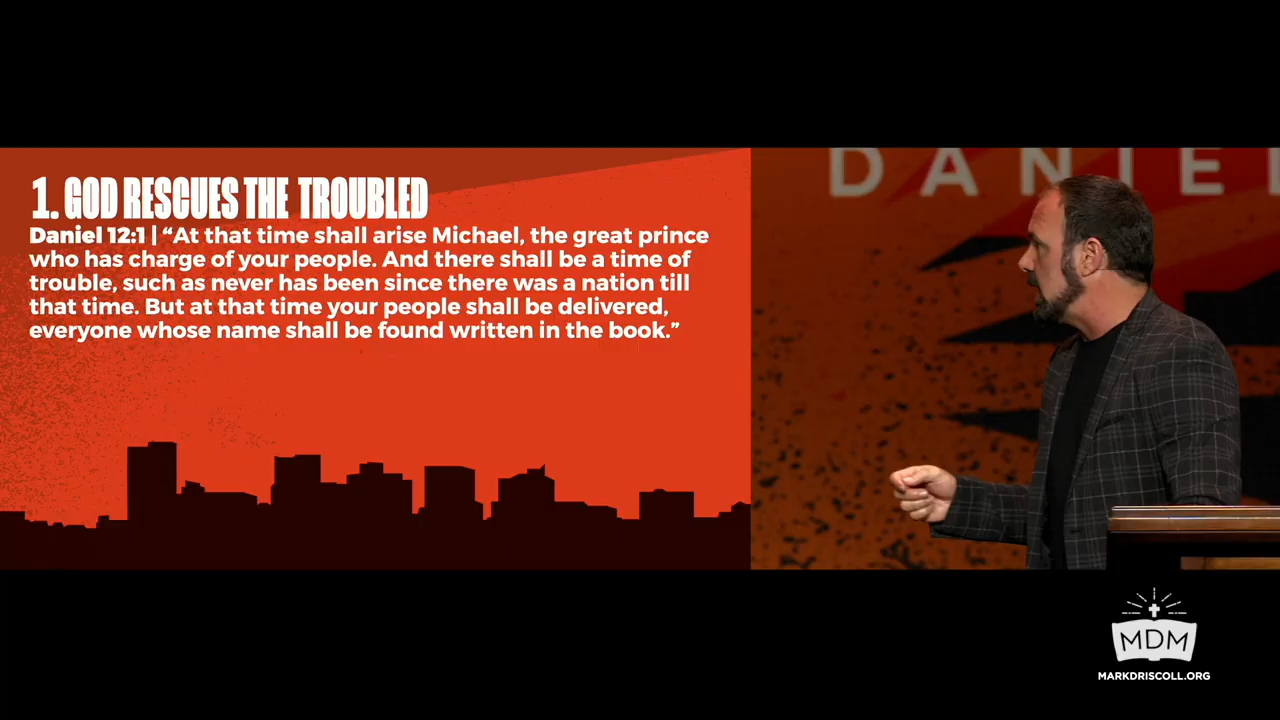 1. GOD RESCUES THE TROUBLED
Daniel 12:1 | “At that time shall arise Michael, the great prince
who has charge of your people. And there shall be a time of
trouble, such as never has been since there was a nation till
that time. But at that time your people shall be delivered,
everyone whose name shall be found written in the book.”
DANIEL
MDM
MARKDRISCOLL.ORG